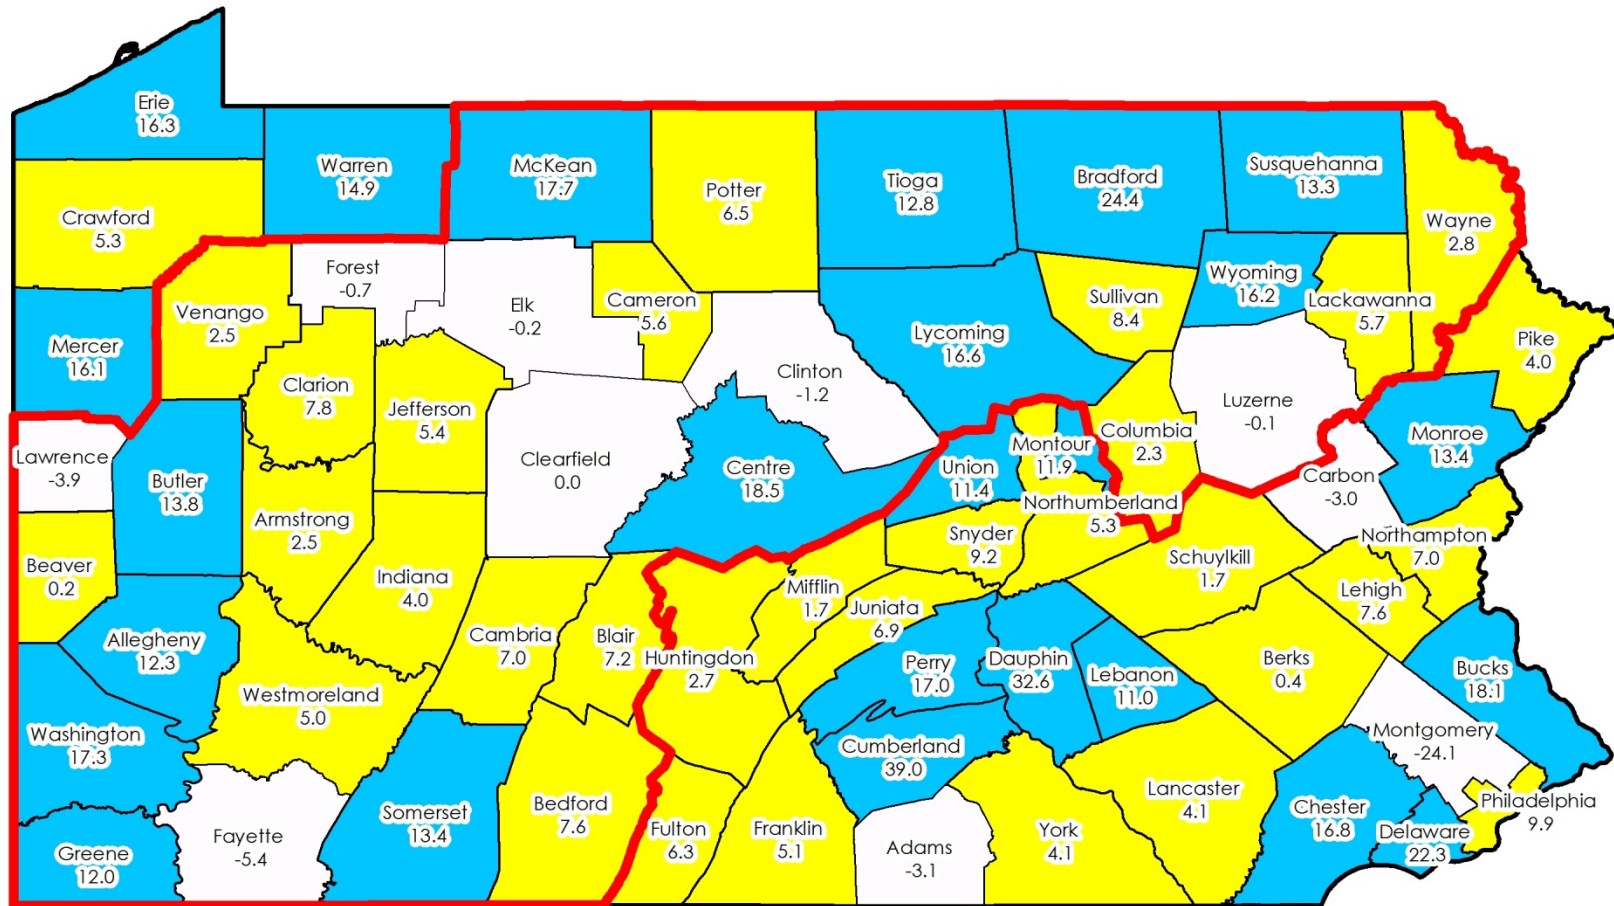 Erie
16.3
Warren
14.9
McKean
17.7
Potter
6.5
Tioga
12.8
Bradford
24.4
Susquehanna
13.3
Wayne
2.8
Crawford
5.3
Forest
-0.7
Elk
-0.2
Cameron
5.6
Venango
2.5
Mercer
16.1
Sullivan
8.4
Wyoming
16.2
Lackawanna
5.7
Pike
4.0
Lycoming
16.6
Clinton
-1.2
Clarion
7.8
Jefferson
5.4
Luzerne
-0.1
Columbia
2.3
Montour
11.9
Monroe
13.4
Lawrence
-3.9
Butler
13.8
Clearfield
0.0
Centre
18.5
Union
11.4
Carbon
-3.0
Northumberland
5.3
Armstrong
2.5
Snyder
9.2
Northampton
7.0
Beaver
0.2
Indiana
4.0
Schuylkill
1.7
Mifflin
1.7
Lehigh
7.6
Juniata
6.9
Allegheny
12.3
Cambria
7.0
Blair
7.2
Huntingdon
2.7
Perry
17.0
Dauphin
32.6
Lebanon
11.0
Berks
0.4
Bucks
18.1
Westmoreland
5.0
Washington
17.3
Cumberland
39.0
Montgomery
-24.1
Lancaster
4.1
Philadelphia
9.9
Chester
16.8
Delaware
22.3
Greene
12.0
Fayette
-5.4
Somerset
13.4
Bedford
7.6
Fulton
6.3
Franklin
5.1
Adams
-3.1
York
4.1